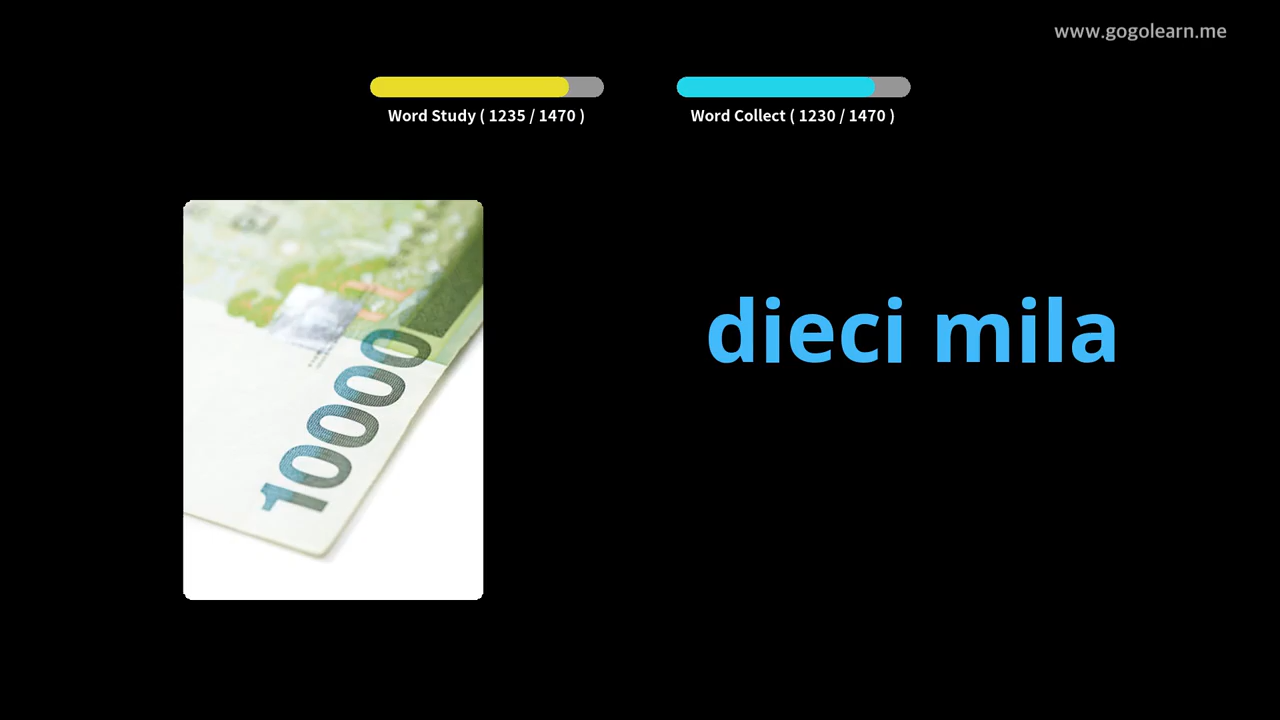 www.gogolearn.me
Word Study ( 1235 / 1470 )
Word Collect ( 1230 / 1470 )
10000
dieci mila